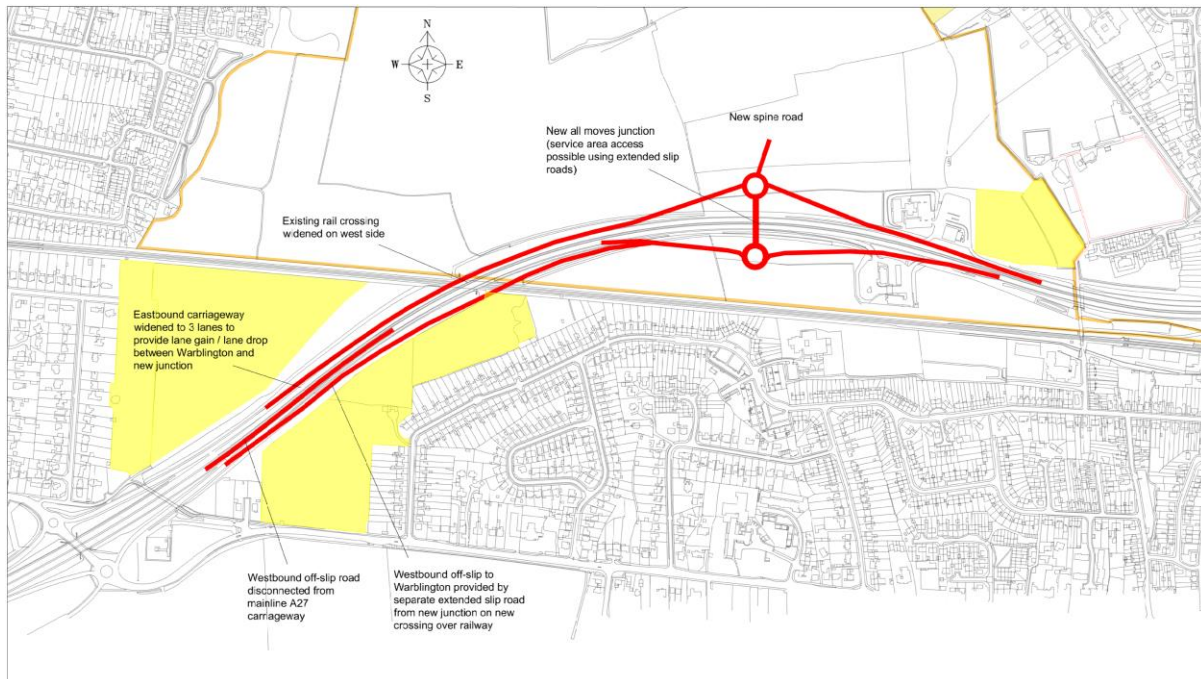 N
W E
S
New spine road
New all moves junction
(service area access
possible using extended slip
roads)
Existing rail crossing
widened on west side
Eastbound carriageway
widened to 3 lanes to
provide lane gain / lane drop
between Warblington and
new junction
Westbound off-slip road
disconnected from
mainline A27
carriageway
Westbound off-slip to
Warblington provided by
separate extended slip road
from new junction on new
crossing over railway